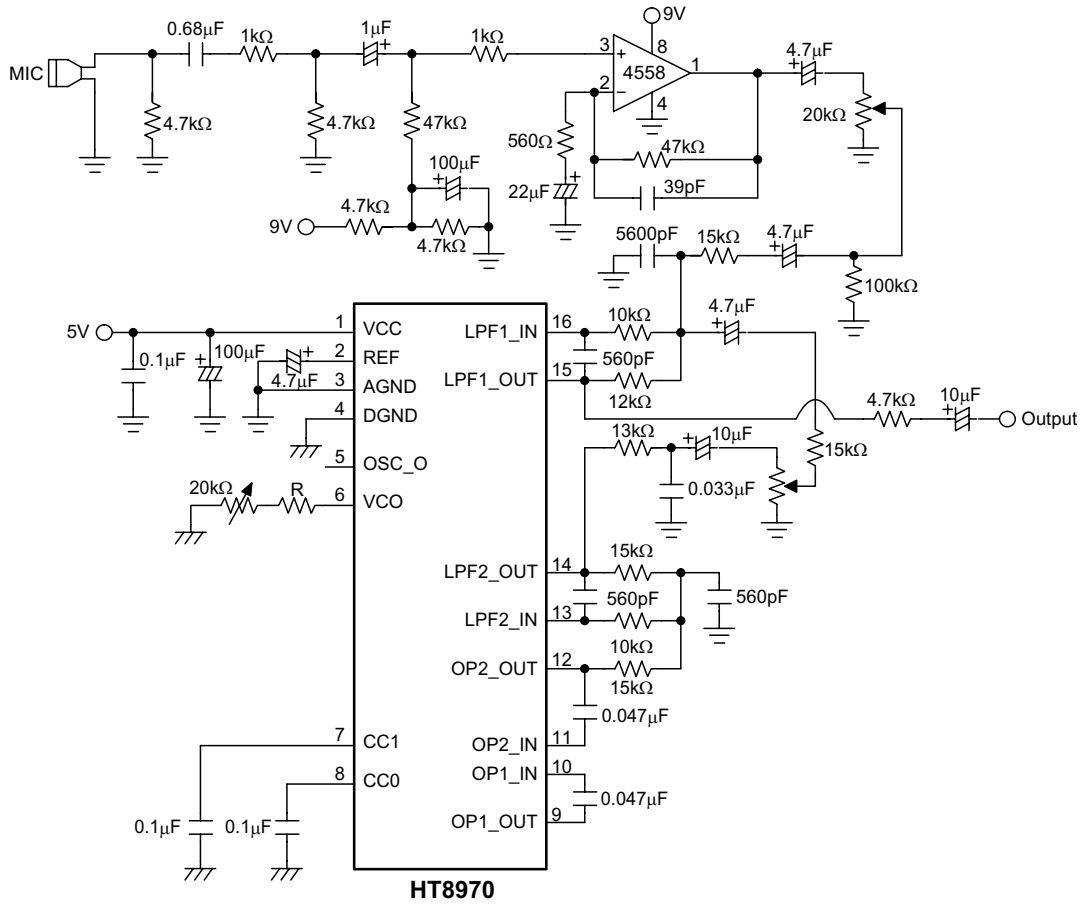 9V
0.68μF
1kΩ
1μF
+
1kΩ
3
+
8
4558
1
4.7μF
+
MIC
2
−
4
20kΩ
4.7kΩ
4.7kΩ
47kΩ
560Ω
47kΩ
100μF
+
22μF
+
39pF
4.7kΩ
9V
4.7kΩ
5600pF
15kΩ
4.7μF
+
100kΩ
5V
1
VCC
LPF1_IN
16
10kΩ
4.7μF
+
0.1μF
+
100μF
2
REF
+
4.7μF
560pF
3
AGND
LPF1_OUT
15
12kΩ
4
DGND
4.7kΩ
10μF
+
Output
5
OSC_O
13kΩ
+
10μF
15kΩ
20kΩ
R
6
VCO
0.033μF
LPF2_OUT
14
15kΩ
560pF
560pF
LPF2_IN
13
10kΩ
OP2_OUT
12
15kΩ
0.047μF
7
CC1
OP2_IN
11
8
CC0
OP1_IN
10
0.047μF
OP1_OUT
9
0.1μF
0.1μF
HT8970